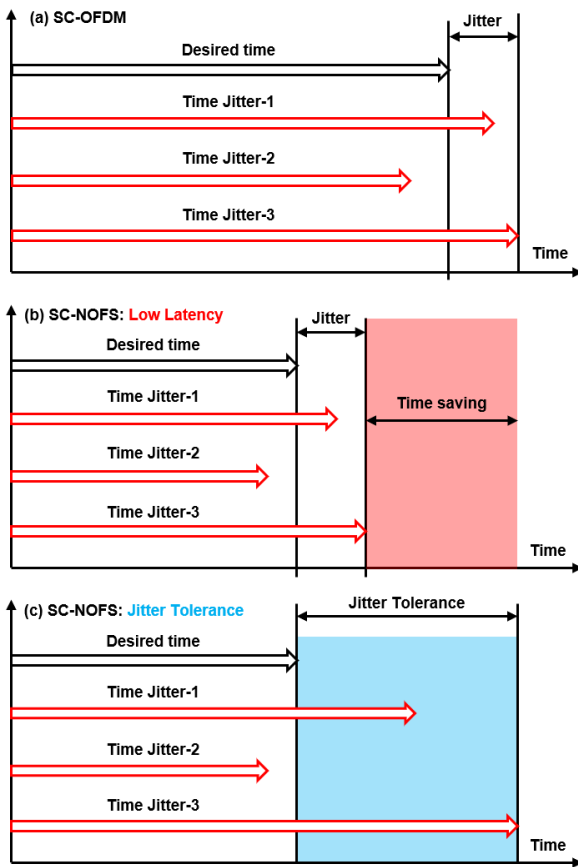 (a) SC-OFDM
Jitter
Desired time
Time Jitter-1
Time Jitter-2
Time Jitter-3
Time
(b) SC-NOFS: Low Latency
Jitter
Desired time
Time Jitter-1
Time saving
Time Jitter-2
Time Jitter-3
Time
(c) SC-NOFS: Jitter Tolerance
Jitter Tolerance
Desired time
Time Jitter-1
Time Jitter-2
Time Jitter-3
Time